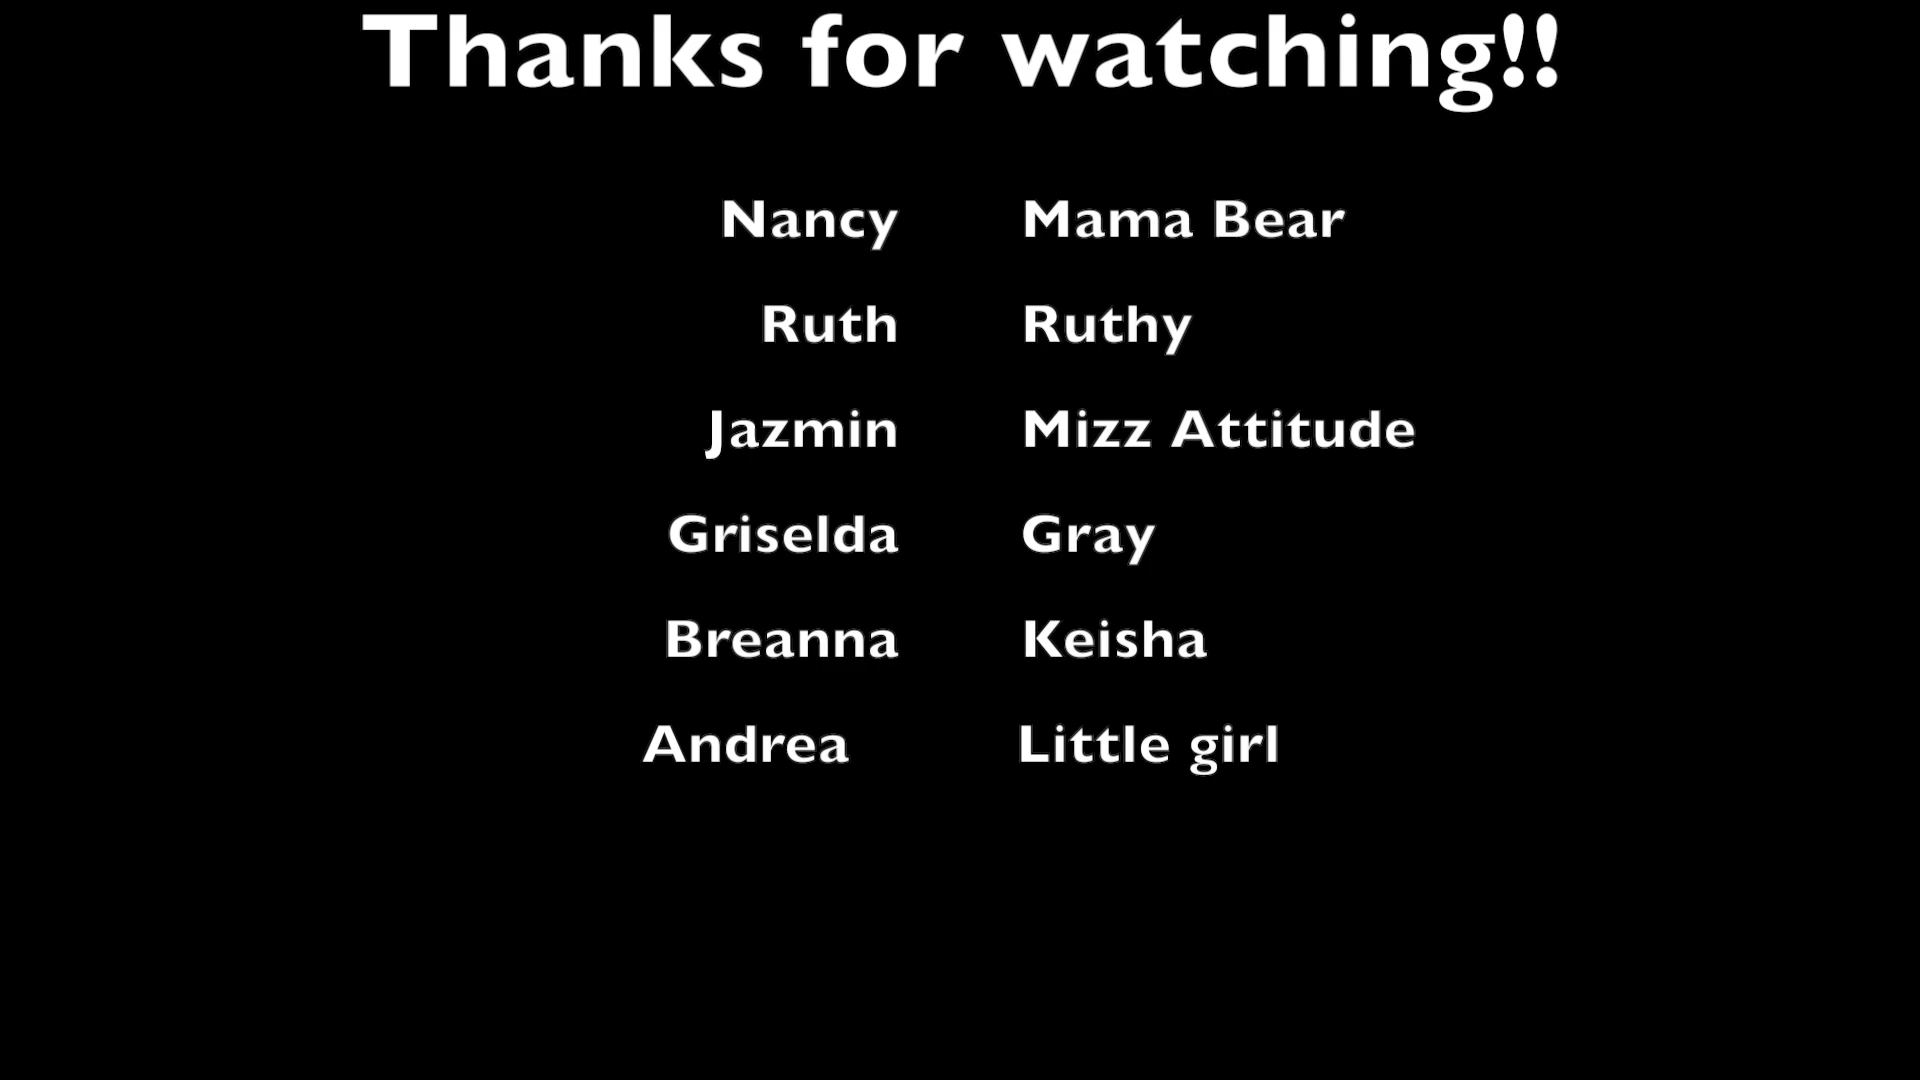 Thanks for watching!!
Nancy Mama Bear
Ruth Ruthy
Jazmin Mizz Attitude
Griselda Gray
Breanna Keisha
Andrea Little girl